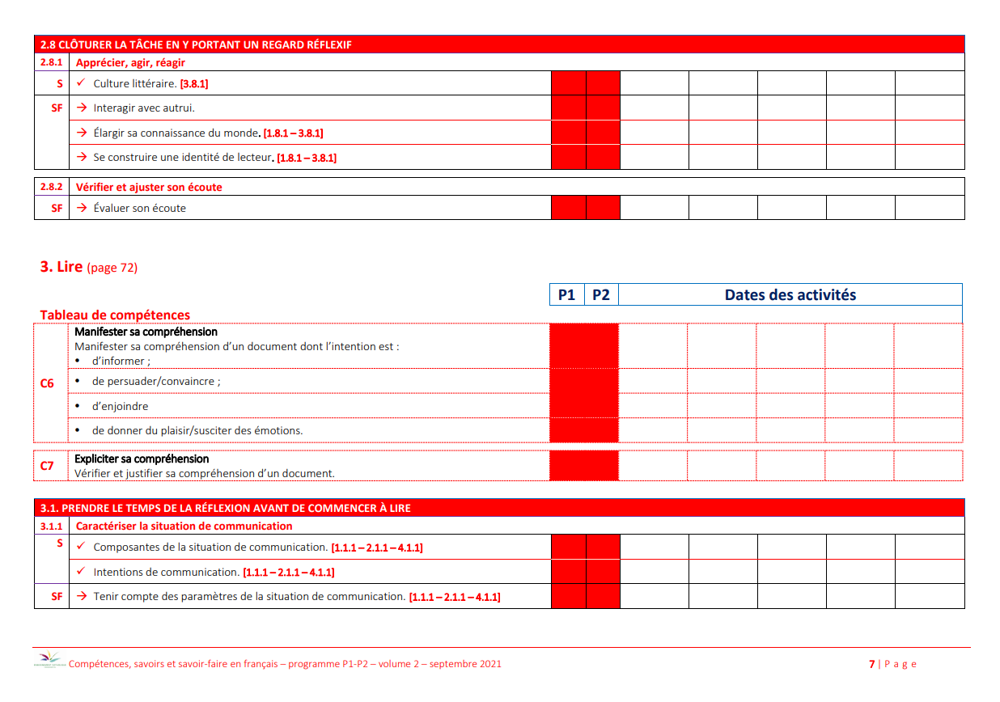 2.8 CLÔTURER LA TÂCHE EN Y PORTANT UN REGARD RÉFLEXIF
2.8.1 Apprécier, agir, réagir
S ✓ Culture littéraire. [3.8.1]
SF → Interagir avec autrui.
→ Élargir sa connaissance du monde. [1.8.1 – 3.8.1]
→ Se construire une identité de lecteur. [1.8.1 – 3.8.1]
2.8.2 Vérifier et ajuster son écoute
SF → Évaluer son écoute
3. Lire (page 72)
P1 P2 Dates des activités
Tableau de compétences
Manifester sa compréhension
Manifester sa compréhension d’un document dont l’intention est :
• d’informer ;
C6 • de persuader/convaincre ;
• d’enjoindre
• de donner du plaisir/susciter des émotions.
C7 Expliciter sa compréhension
Vérifier et justifier sa compréhension d’un document.
3.1. PRENDRE LE TEMPS DE LA RÉFLEXION AVANT DE COMMENCER À LIRE
3.1.1 Caractériser la situation de communication
S ✓ Composantes de la situation de communication. [1.1.1 – 2.1.1 – 4.1.1]
✓ Intentions de communication. [1.1.1 – 2.1.1 – 4.1.1]
SF → Tenir compte des paramètres de la situation de communication. [1.1.1 – 2.1.1 – 4.1.1]
Compétences, savoirs et savoir-faire en français – programme P1-P2 – volume 2 – septembre 2021 7 | P a g e